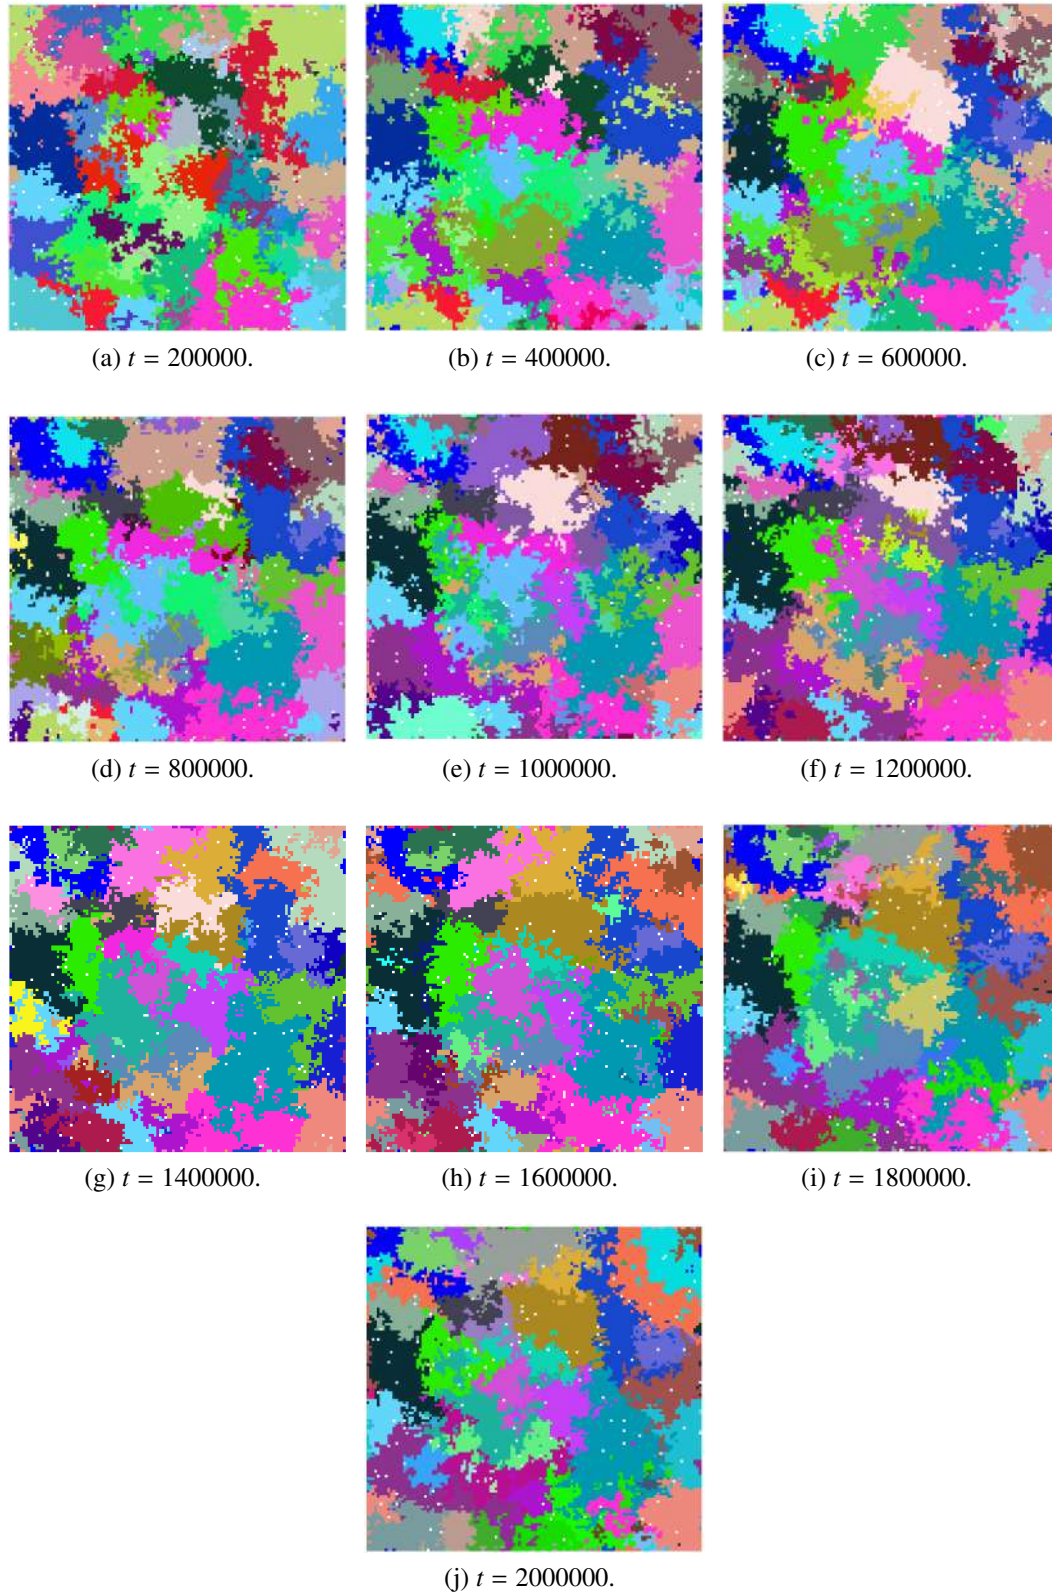 (a) t = 200000.
(b) t = 400000.
(c) t = 600000.
(d) t = 800000.
(e) t = 1000000.
(f) t = 1200000.
(g) t = 1400000.
(h) t = 1600000.
(i) t = 1800000.
(j) t = 2000000.